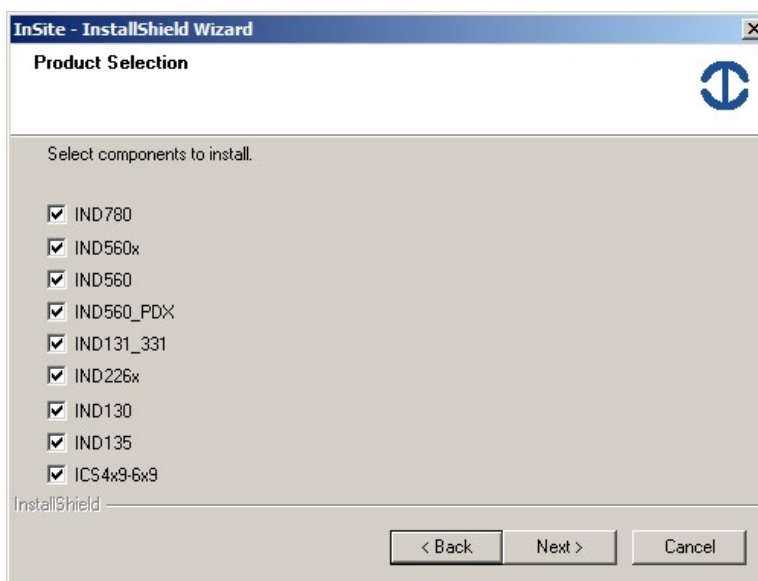 InSite - InstallShield Wizard
Product Selection
Select components to install.
IND780
IND560x
IND560
IND560_PDX
IND131_331
IND226x
IND130
IND135
ICS4x9-6x9
InstallShield
< Back Next > Cancel